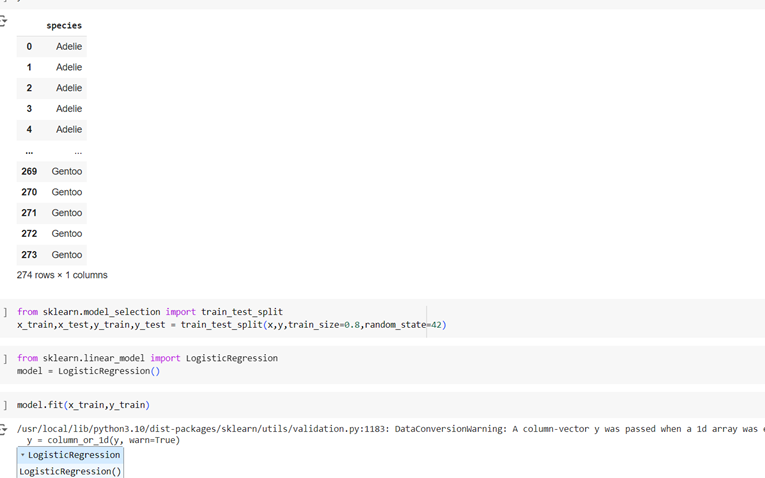 species
0 Adelie
1 Adelie
2 Adelie
3 Adelie
4 Adelie
... ...
269 Gentoo
270 Gentoo
271 Gentoo
272 Gentoo
273 Gentoo
274 rows × 1 columns
] from sklearn.model_selection import train_test_split
x_train,x_test,y_train,y_test = train_test_split(x,y,train_size=0.8,random_state=42)
] from sklearn.linear_model import LogisticRegression
model = LogisticRegression()
] model.fit(x_train,y_train)
/usr/local/lib/python3.10/dist-packages/sklearn/utils/validation.py:1183: DataConversionWarning: A column-vector y was passed when a 1d array was
y = column_or_1d(y, warn=True)
LogisticRegression
LogisticRegression()